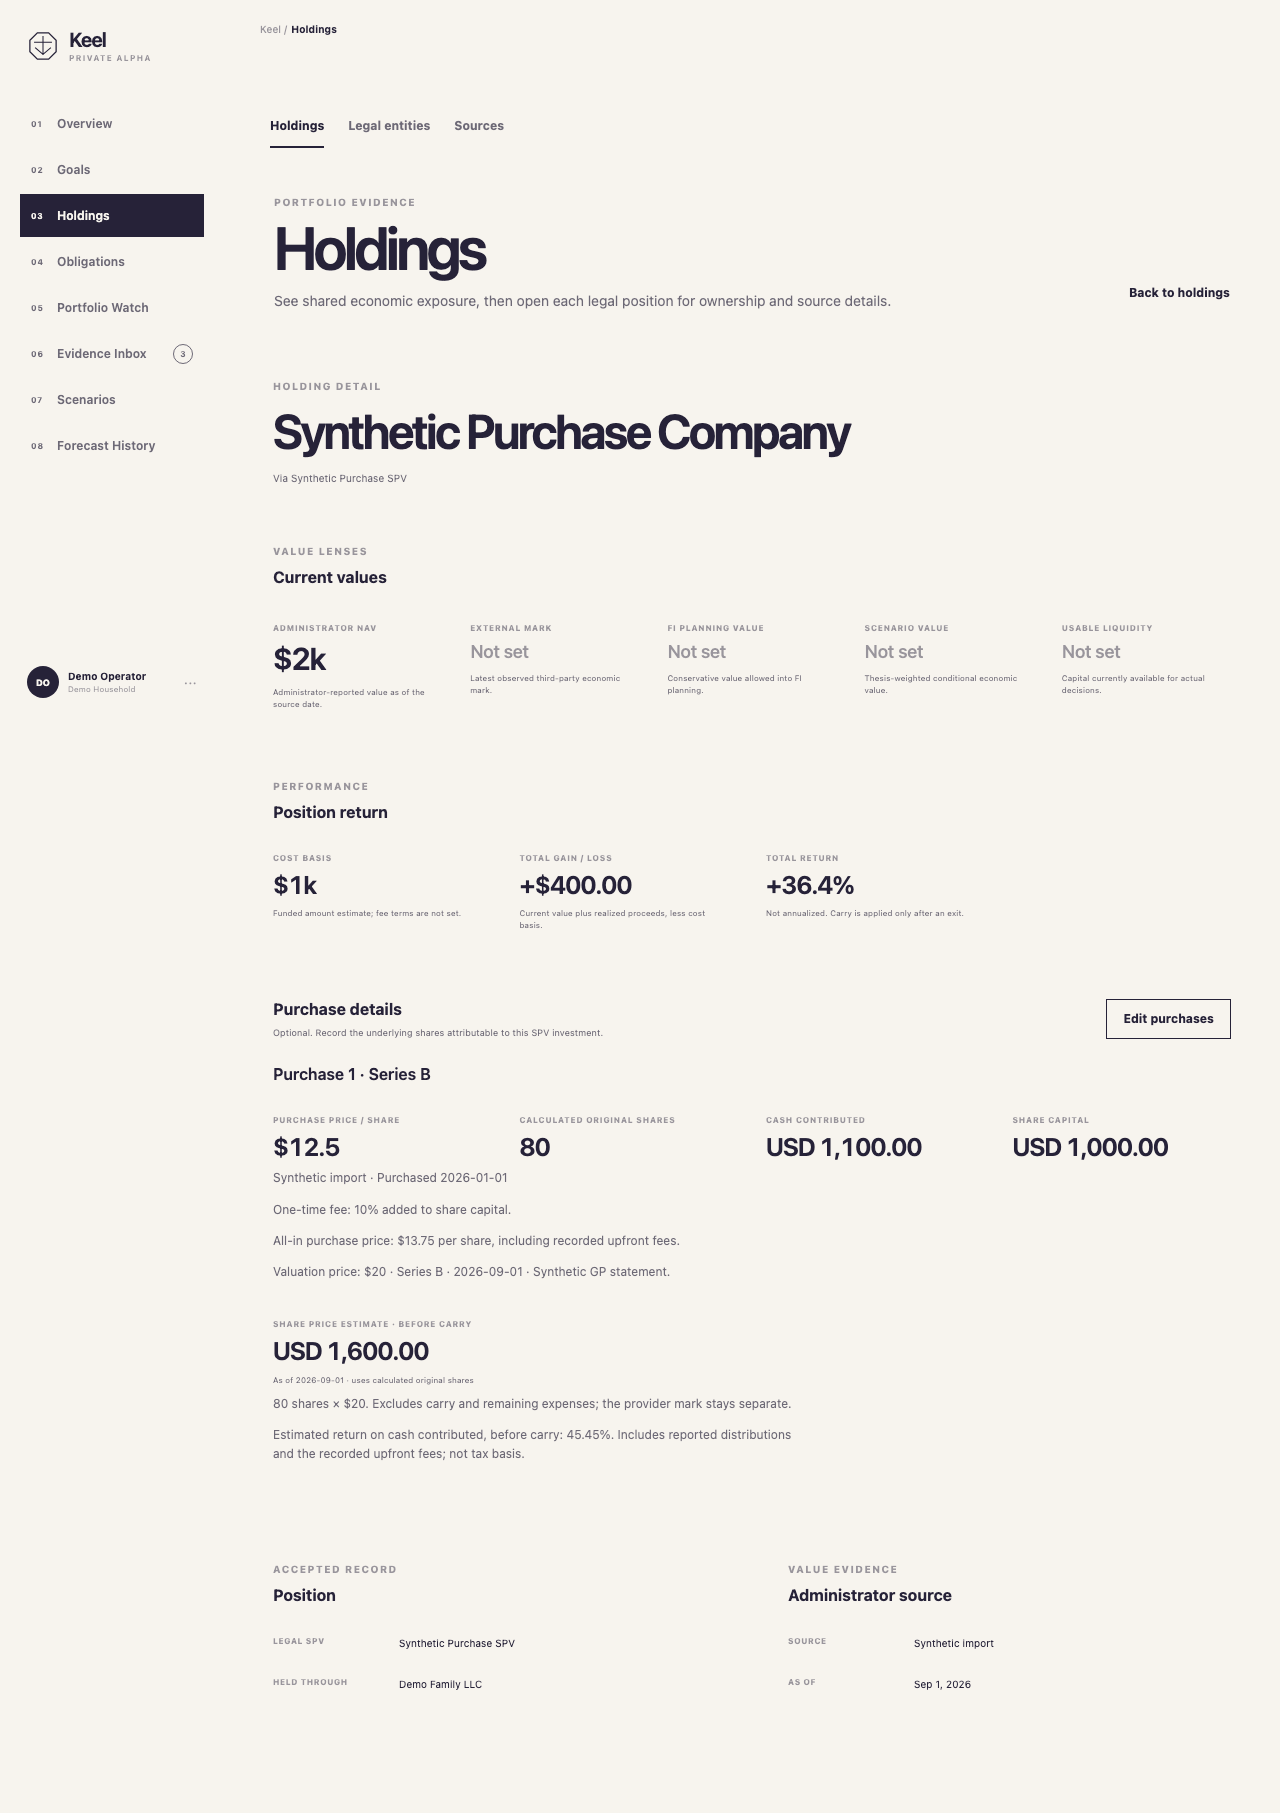 Keel
PRIVATE ALPHA
Keel / Holdings
01 Overview
02 Goals
03 Holdings
04 Obligations
05 Portfolio Watch
06 Evidence Inbox 3
07 Scenarios
08 Forecast History
DO Demo Operator
Demo Household
...
Holdings Legal entities Sources
PORTFOLIO EVIDENCE
Holdings
See shared economic exposure, then open each legal position for ownership and source details.
Back to holdings
HOLDING DETAIL
Synthetic Purchase Company
Via Synthetic Purchase SPV
VALUE LENSES
Current values
ADMINISTRATOR NAV
$2k
Administrator-reported value as of the
source date.
EXTERNAL MARK
Not set
Latest observed third-party economic
mark.
FI PLANNING VALUE
Not set
Conservative value allowed into FI
planning.
SCENARIO VALUE
Not set
Thesis-weighted conditional economic
value.
USABLE LIQUIDITY
Not set
Capital currently available for actual
decisions.
PERFORMANCE
Position return
COST BASIS
$1k
Funded amount estimate; fee terms are not set.
TOTAL GAIN / LOSS
+$400.00
Current value plus realized proceeds, less cost
basis.
TOTAL RETURN
+36.4%
Not annualized. Carry is applied only after an exit.
Purchase details
Optional. Record the underlying shares attributable to this SPV investment.
Edit purchases
Purchase 1 · Series B
PURCHASE PRICE / SHARE
$12.5
CALCULATED ORIGINAL SHARES
80
CASH CONTRIBUTED
USD 1,100.00
SHARE CAPITAL
USD 1,000.00
Synthetic import · Purchased 2026-01-01
One-time fee: 10% added to share capital.
All-in purchase price: $13.75 per share, including recorded upfront fees.
Valuation price: $20 · Series B · 2026-09-01 · Synthetic GP statement.
SHARE PRICE ESTIMATE · BEFORE CARRY
USD 1,600.00
As of 2026-09-01 · uses calculated original shares
80 shares × $20. Excludes carry and remaining expenses; the provider mark stays separate.
Estimated return on cash contributed, before carry: 45.45%. Includes reported distributions
and the recorded upfront fees; not tax basis.
ACCEPTED RECORD
Position
LEGAL SPV Synthetic Purchase SPV
HELD THROUGH Demo Family LLC
VALUE EVIDENCE
Administrator source
SOURCE Synthetic import
AS OF Sep 1, 2026